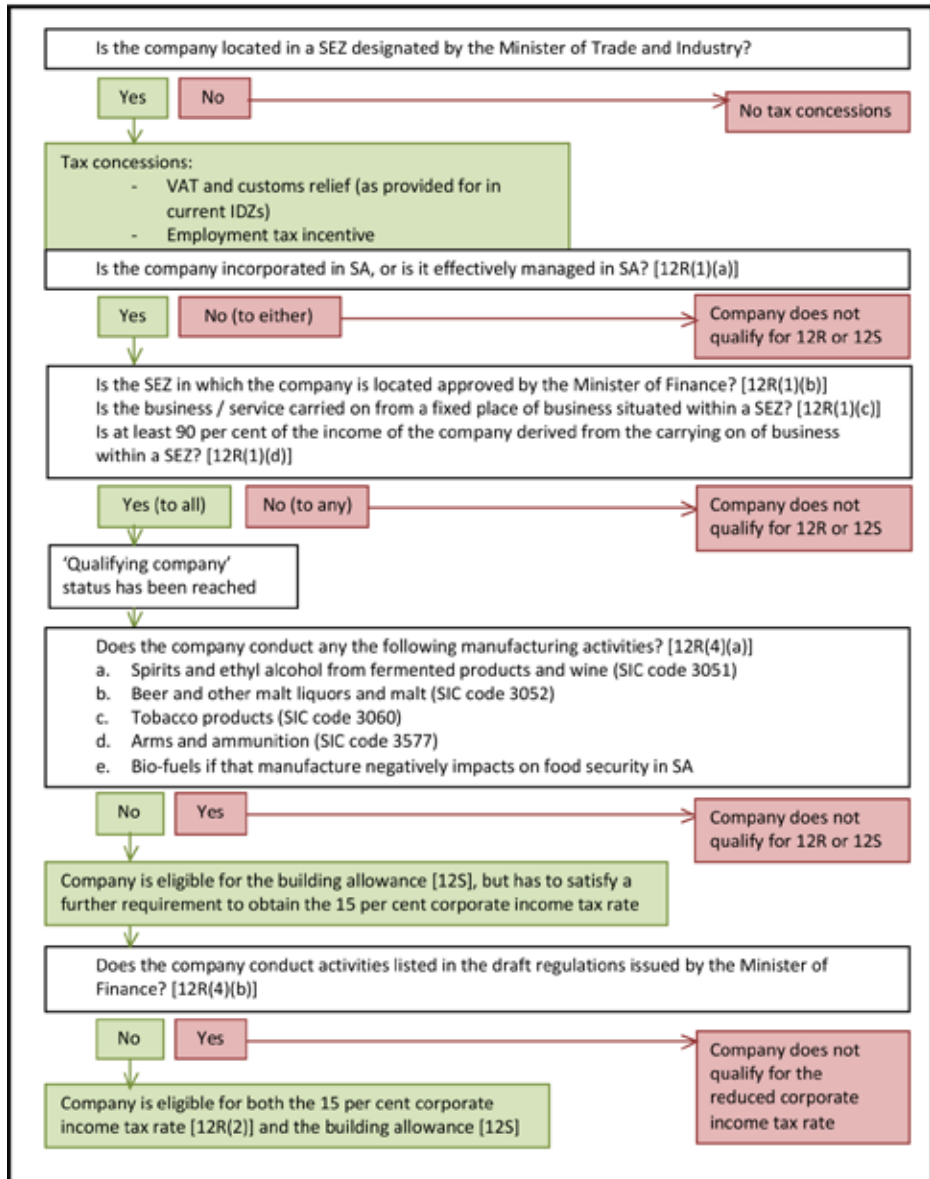 Is the company located in a SEZ designated by the Minister of Trade and Industry?
Yes
No
No tax concessions
Tax concessions:
- VAT and customs relief (as provided for in
current IDZs)
- Employment tax incentive
Is the company incorporated in SA, or is it effectively managed in SA? [12R(1)(a)]
Yes
No (to either)
Company does not
qualify for 12R or 12S
Is the SEZ in which the company is located approved by the Minister of Finance? [12R(1)(b)]
Is the business / service carried on from a fixed place of business situated within a SEZ? [12R(1)(c)]
Is at least 90 per cent of the income of the company derived from the carrying on of business
within a SEZ? [12R(1)(d)]
Yes (to all)
No (to any)
Company does not
qualify for 12R or 12S
‘Qualifying company’
status has been reached
Does the company conduct any the following manufacturing activities? [12R(4)(a)]
a. Spirits and ethyl alcohol from fermented products and wine (SIC code 3051)
b. Beer and other malt liquors and malt (SIC code 3052)
c. Tobacco products (SIC code 3060)
d. Arms and ammunition (SIC code 3577)
e. Bio-fuels if that manufacture negatively impacts on food security in SA
No
Yes
Company does not
qualify for 12R or 12S
Company is eligible for the building allowance [12S], but has to satisfy a
further requirement to obtain the 15 per cent corporate income tax rate
Does the company conduct activities listed in the draft regulations issued by the Minister of
Finance? [12R(4)(b)]
No
Yes
Company does not
qualify for the
reduced corporate
income tax rate
Company is eligible for both the 15 per cent corporate
income tax rate [12R(2)] and the building allowance [12S]